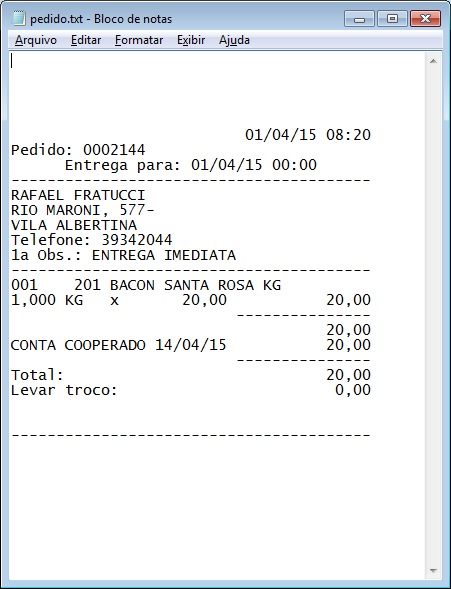 pedido.txt - Bloco de notas
Arquivo Editar Formatar Exibir Ajuda
01/04/15 08:20
Pedido: 0002144
Entrega para: 01/04/15 00:00
----------------------------------------
RAFAEL FRATUCCI
RIO MARONI, 577-
VILA ALBERTINA
Telefone: 39342044
1a Obs.: ENTREGA IMEDIATA
----------------------------------------
001    201 BACON SANTA ROSA KG
1,000 KG   x       20,00           20,00
---------------
20,00
CONTA COOPERADO 14/04/15           20,00
---------------
Total:                             20,00
Levar troco:                        0,00
----------------------------------------